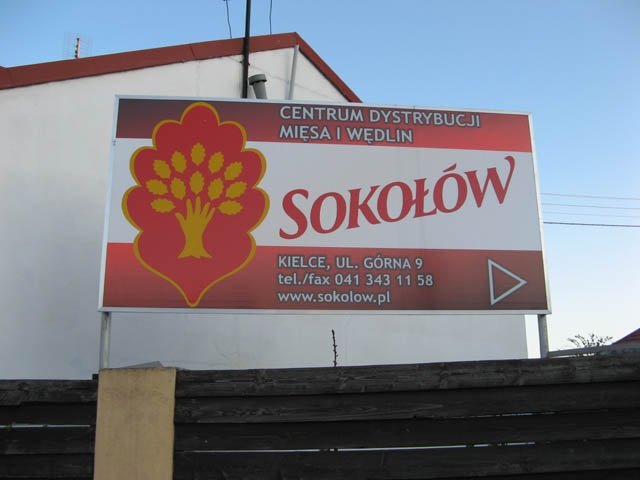 CENTRUM DYSTRYBUCJI
MIĘSA I WĘDLIN
SOKOŁÓW
KIELCE, UL. GÓRNA 9
tel./fax 041 343 11 58
www.sokolow.pl